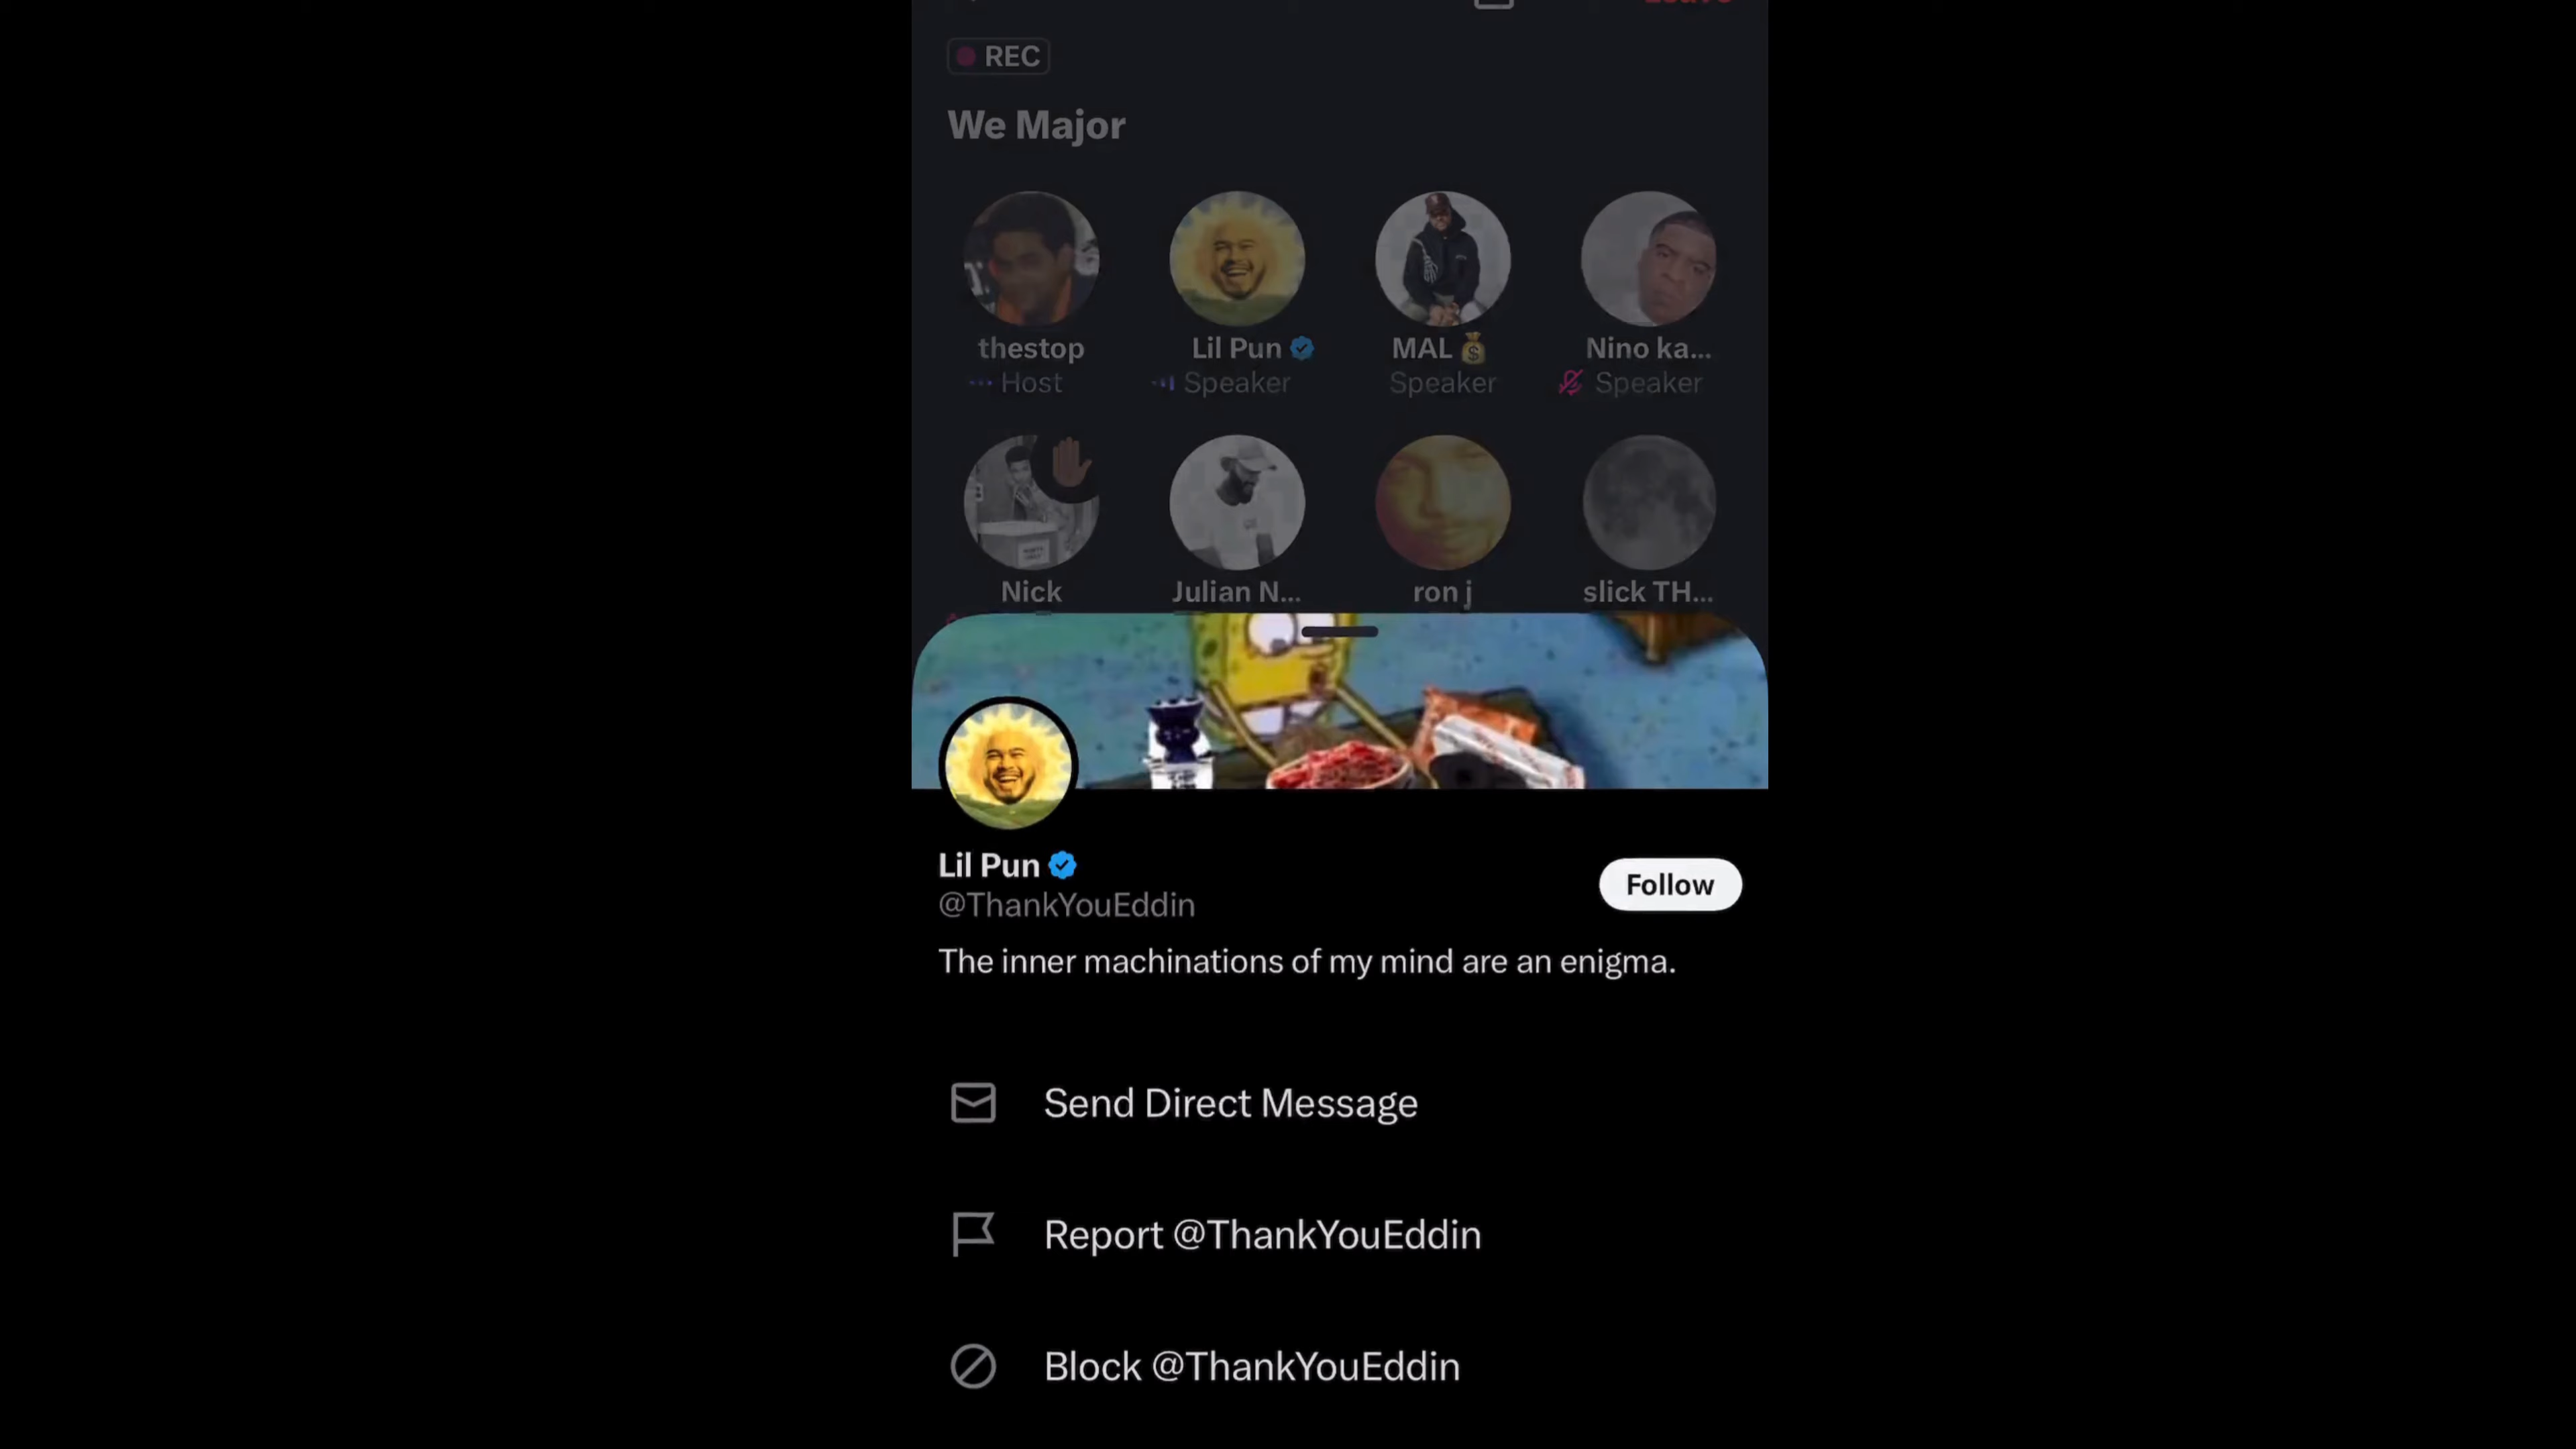 Leave
REC
We Major
thestop
Lil Pun
MAL
Nino ka...
Host
Speaker
Speaker
Speaker
Nick
Julian N...
ron j
slick TH...
Lil Pun
@ThankYouEddin
Follow
The inner machinations of my mind are an enigma.
Send Direct Message
Report @ThankYouEddin
Block @ThankYouEddin